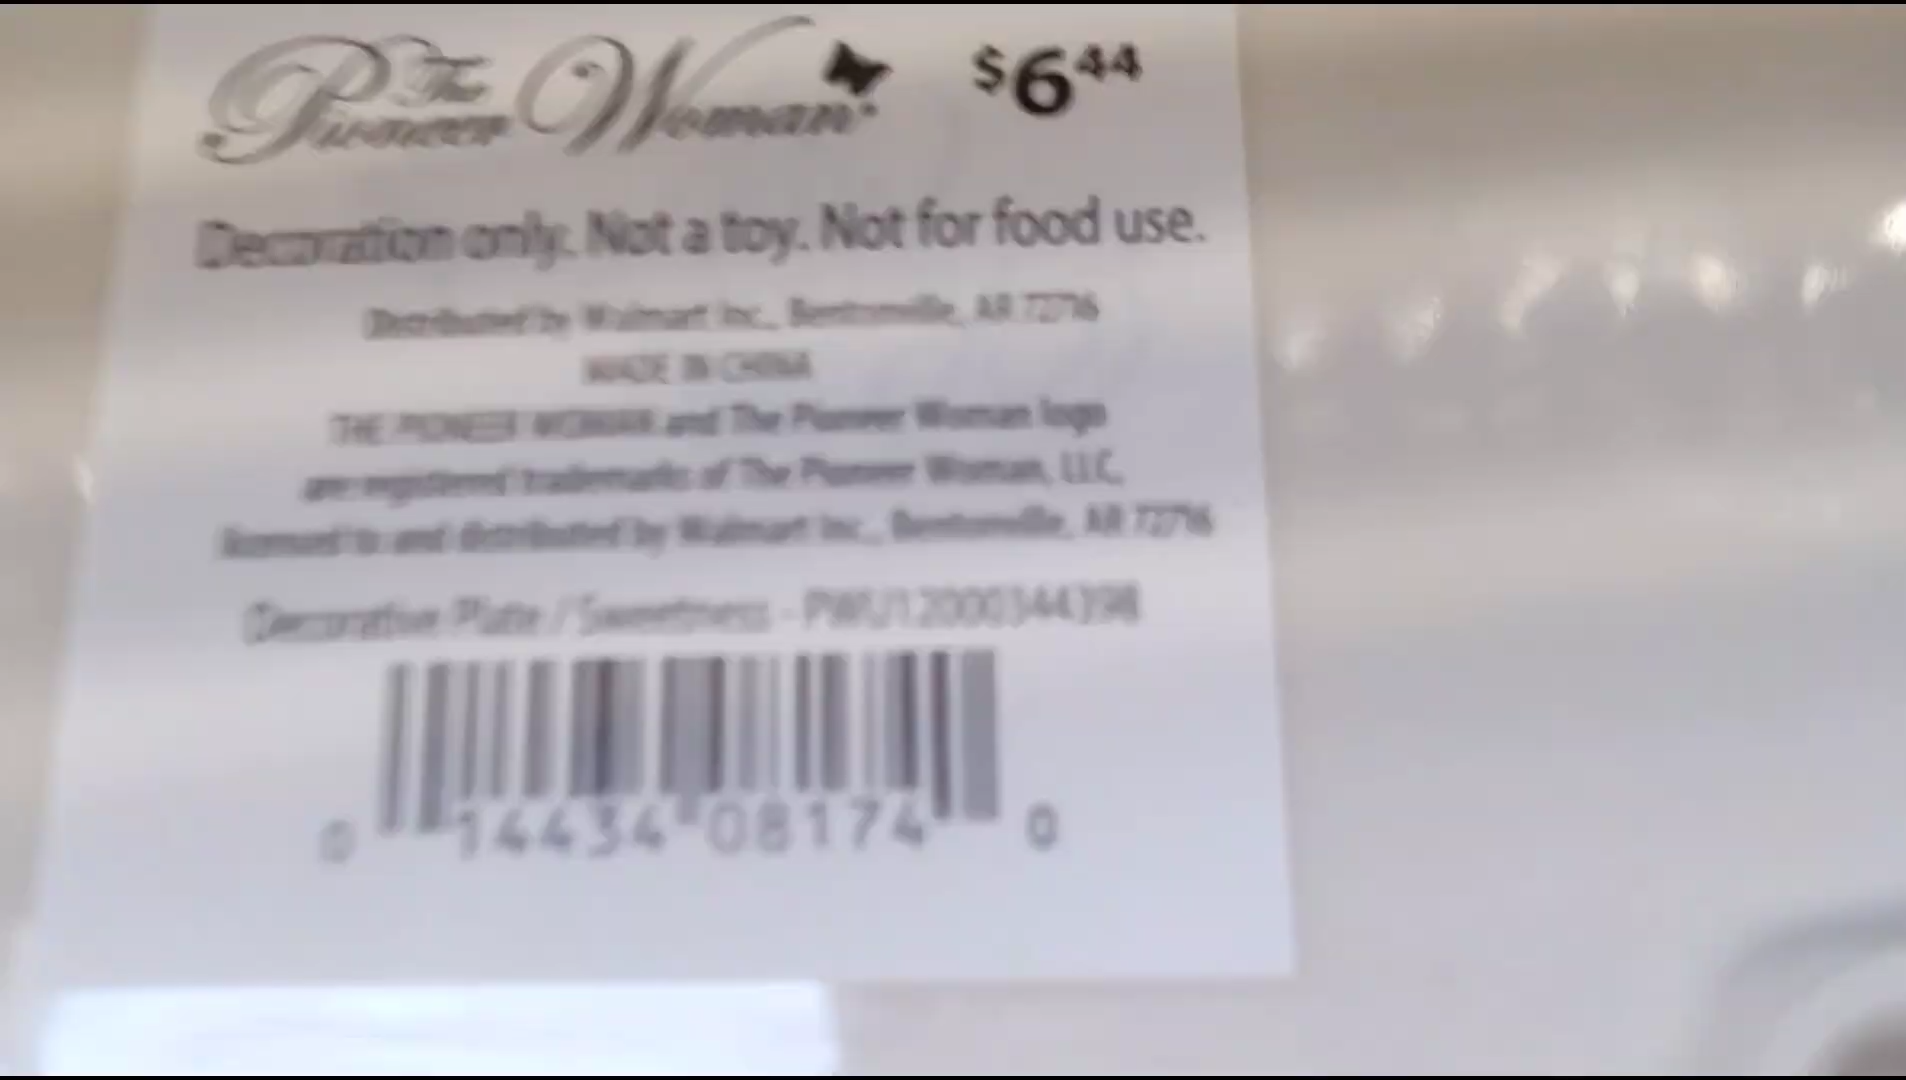 The Pioneer Woman $6.44
Decoration only. Not a toy. Not for food use.
Distributed by Walmart Inc., Bentonville, AR 72716
MADE IN CHINA
THE PIONEER WOMAN and The Pioneer Woman logo
are registered trademarks of The Pioneer Woman, LLC,
licensed to and distributed by Walmart Inc., Bentonville, AR 72716
Decorative Plate / Sweetness - PWU12000344398
0 14434 08174 0